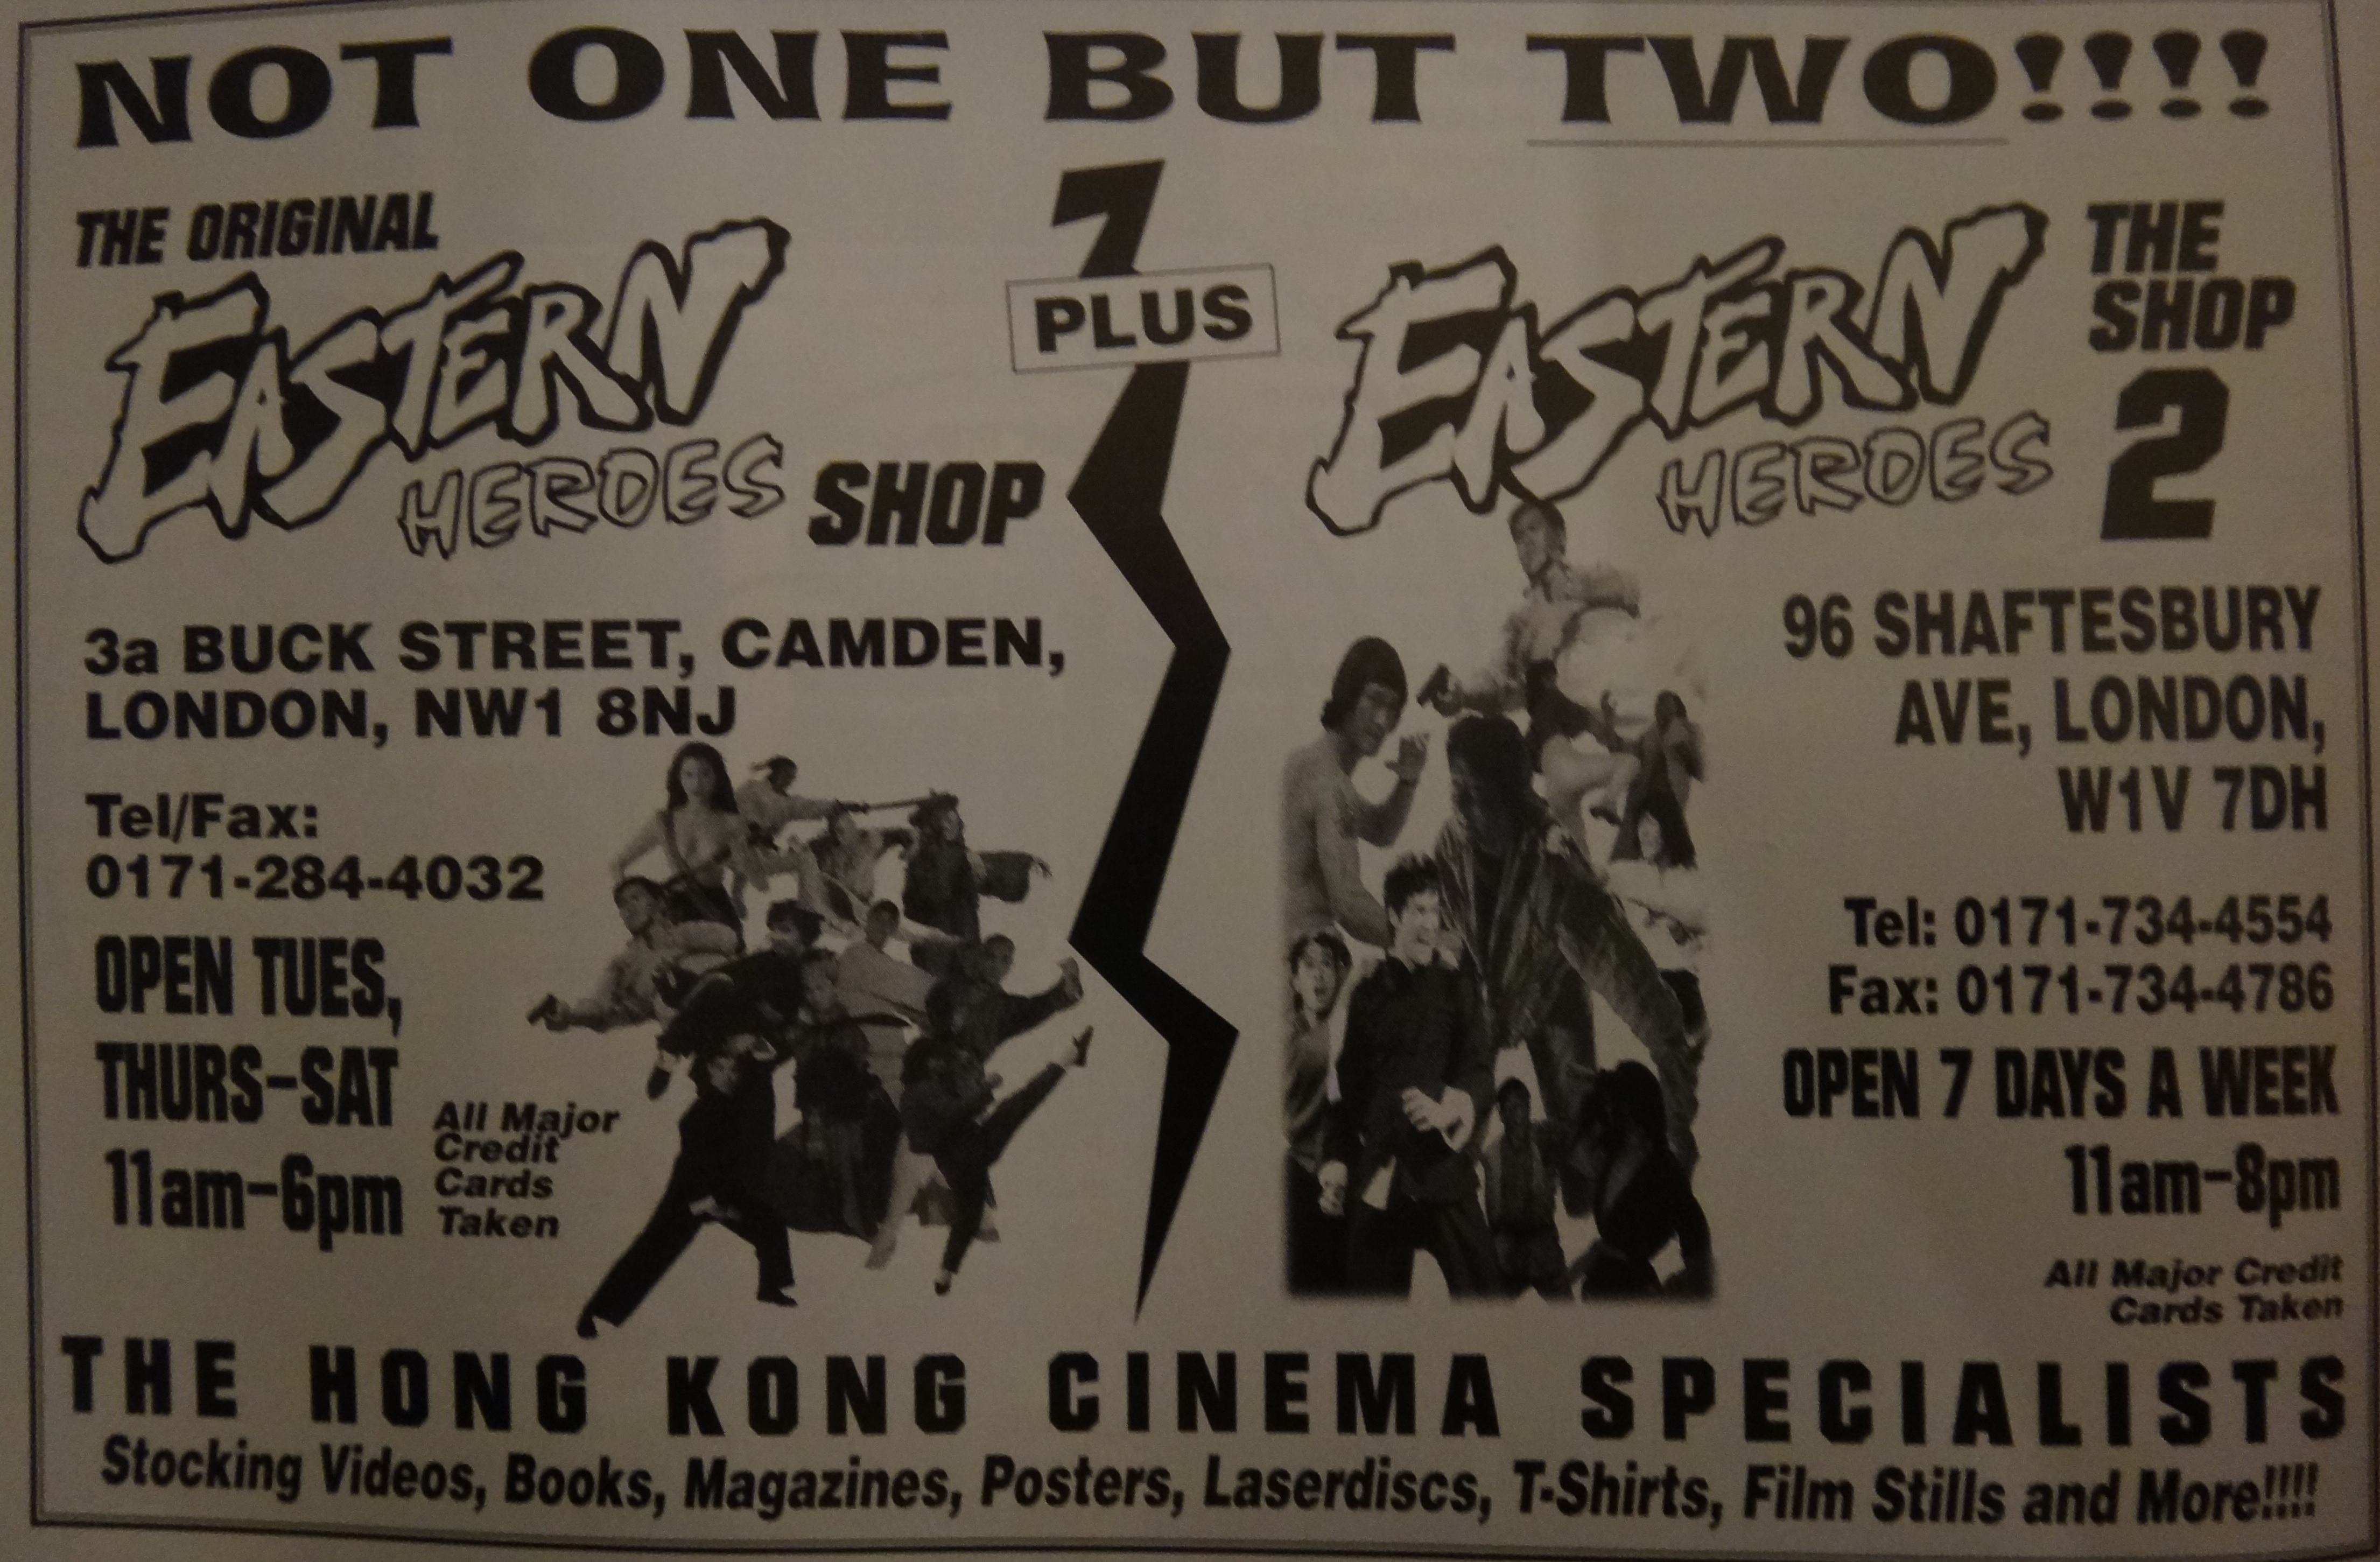 NOT ONE BUT TWO!!!!
THE ORIGINAL
EASTERN
HEROES SHOP
3a BUCK STREET, CAMDEN,
LONDON, NW1 8NJ
Tel/Fax:
0171-284-4032
OPEN TUES,
THURS-SAT
11am-6pm
All Major
Credit
Cards
Taken
PLUS
EASTERN
HEROES
THE
SHOP
2
96 SHAFTESBURY
AVE, LONDON,
W1V 7DH
Tel: 0171-734-4554
Fax: 0171-734-4786
OPEN 7 DAYS A WEEK
11am-8pm
All Major Credit
Cards Taken
THE HONG KONG CINEMA SPECIALISTS
Stocking Videos, Books, Magazines, Posters, Laserdiscs, T-Shirts, Film Stills and More!!!!